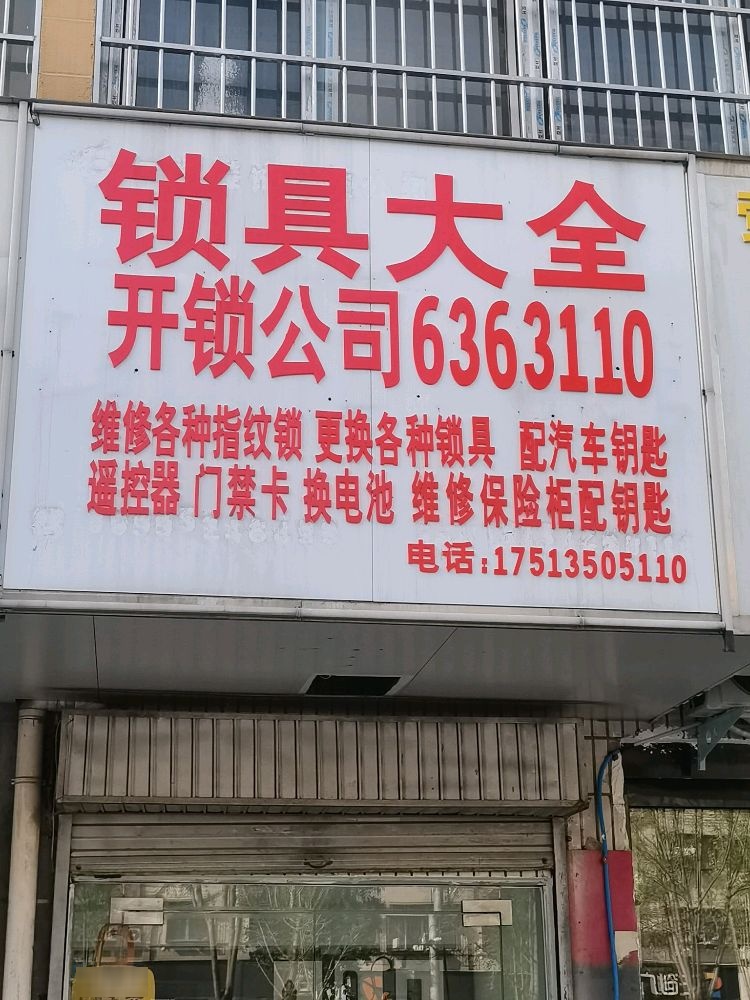 锁具大全
开锁公司6363110
维修各种指纹锁 更换各种锁具 配汽车钥匙
遥控器 门禁卡 换电池 维修保险柜配钥匙
电话:17513505110